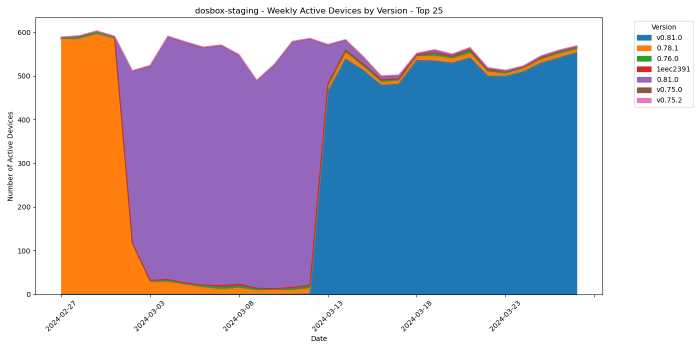 dosbox-staging - Weekly Active Devices by Version - Top 25
Number of Active Devices
600
500
400
300
200
100
0
2024-02-27
2024-03-03
2024-03-08
2024-03-13
2024-03-18
2024-03-23
Date
Version
v0.81.0
0.78.1
0.76.0
1eec2391
0.81.0
v0.75.0
v0.75.2